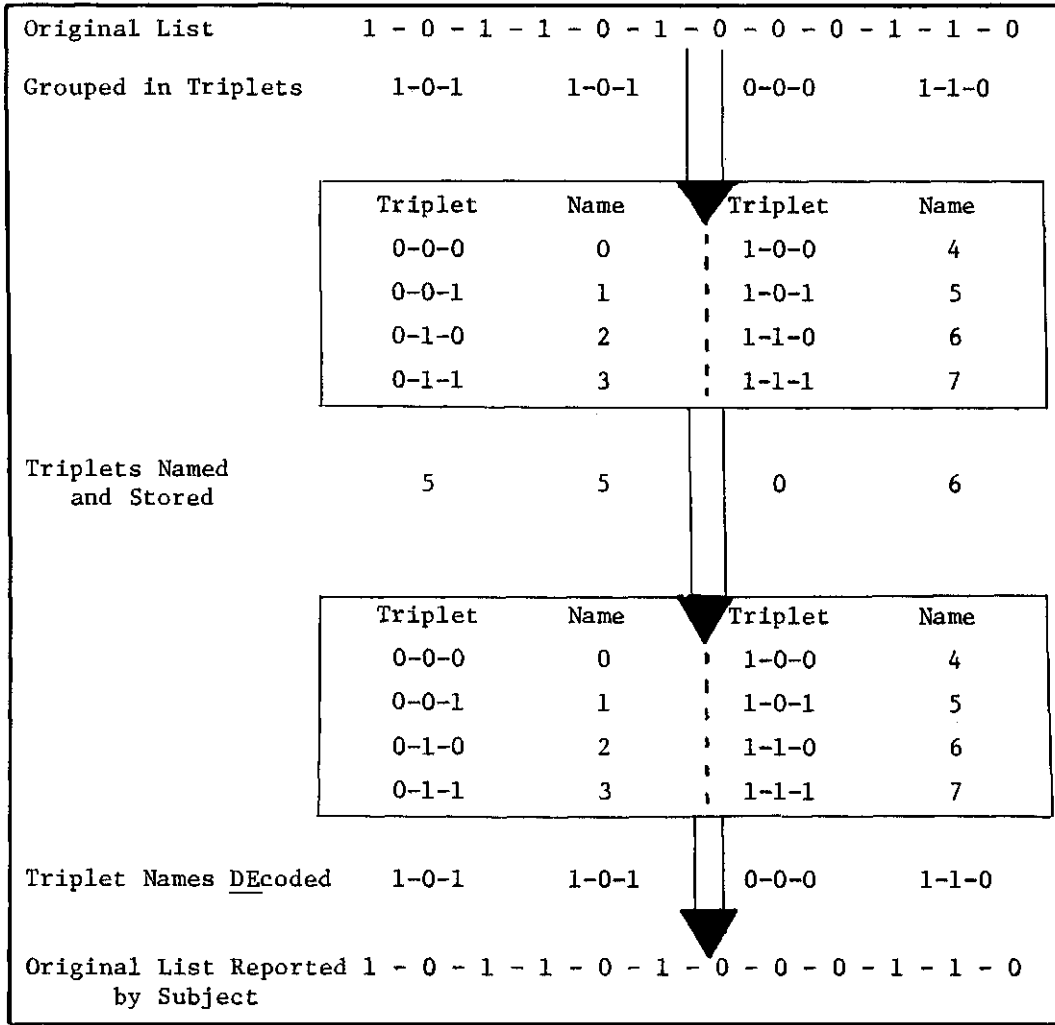 Original List 1 - 0 - 1 - 1 - 0 - 1 - 0 - 0 - 0 - 1 - 1 - 0
Grouped in Triplets 1-0-1 1-0-1 0-0-0 1-1-0
Triplet Name Triplet Name
0-0-0 0 1-0-0 4
0-0-1 1 1-0-1 5
0-1-0 2 1-1-0 6
0-1-1 3 1-1-1 7
Triplets Named
and Stored 5 5 0 6
Triplet Name Triplet Name
0-0-0 0 1-0-0 4
0-0-1 1 1-0-1 5
0-1-0 2 1-1-0 6
0-1-1 3 1-1-1 7
Triplet Names DEcoded 1-0-1 1-0-1 0-0-0 1-1-0
Original List Reported 1 - 0 - 1 - 1 - 0 - 1 - 0 - 0 - 0 - 1 - 1 - 0
by Subject